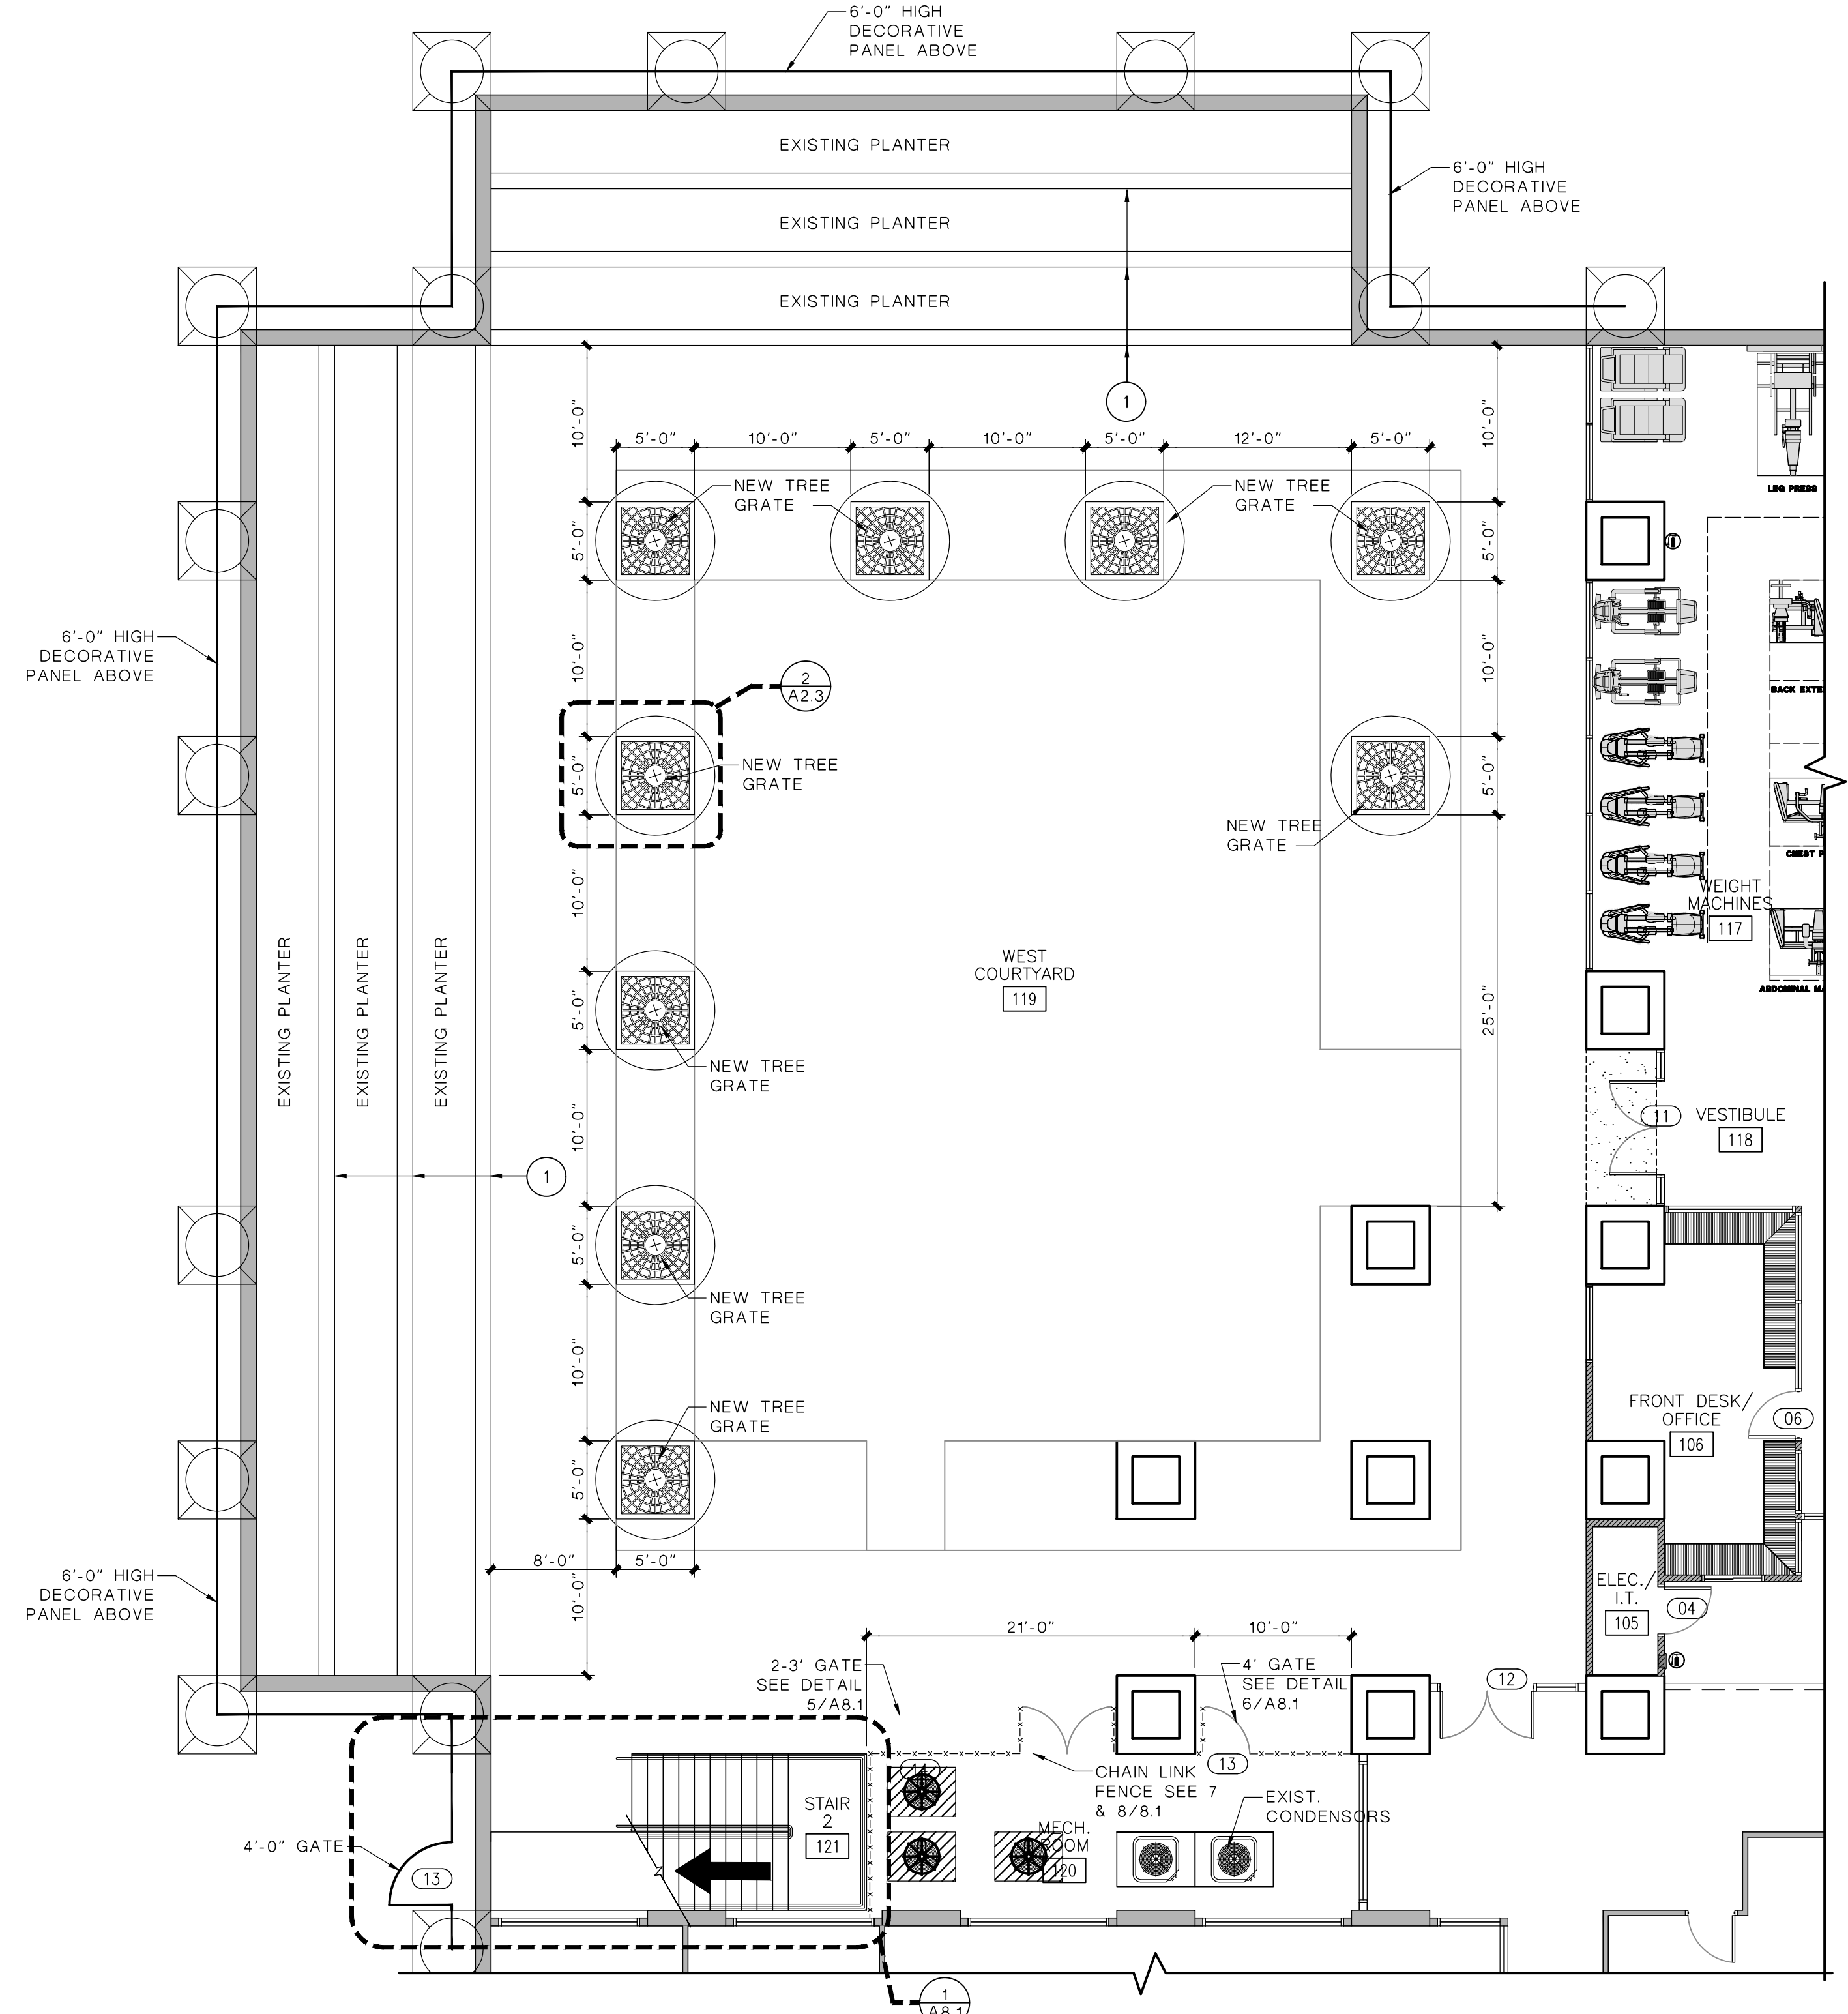 6'-0" HIGH
DECORATIVE
PANEL ABOVE
EXISTING PLANTER
6'-0" HIGH
DECORATIVE
PANEL ABOVE
EXISTING PLANTER
EXISTING PLANTER
1
10'-0"
10'-0"
5'-0"
10'-0"
5'-0"
10'-0"
5'-0"
12'-0"
5'-0"
NEW TREE
GRATE
NEW TREE
GRATE
LEG PRESS
5'-0"
5'-0"
6'-0" HIGH
DECORATIVE
PANEL ABOVE
10'-0"
10'-0"
2
A2.3
BACK EXTE
5'-0"
NEW TREE
GRATE
5'-0"
NEW TREE
GRATE
CHEST P
10'-0"
WEIGHT
MACHINES
117
EXISTING PLANTER
EXISTING PLANTER
EXISTING PLANTER
WEST
COURTYARD
119
ABDOMINAL MA
5'-0"
25'-0"
NEW TREE
GRATE
10'-0"
11
VESTIBULE
118
1
5'-0"
NEW TREE
GRATE
10'-0"
NEW TREE
GRATE
FRONT DESK/
OFFICE
106
06
5'-0"
8'-0"
5'-0"
6'-0" HIGH
DECORATIVE
PANEL ABOVE
10'-0"
ELEC./
I.T.
105
04
21'-0"
10'-0"
2-3' GATE
SEE DETAIL
5/A8.1
4' GATE
SEE DETAIL
6/A8.1
12
14
CHAIN LINK
FENCE SEE 7
& 8/8.1
13
EXIST.
CONDENSORS
STAIR
2
121
MECH.
ROOM
120
4'-0" GATE
13
1
A8.1